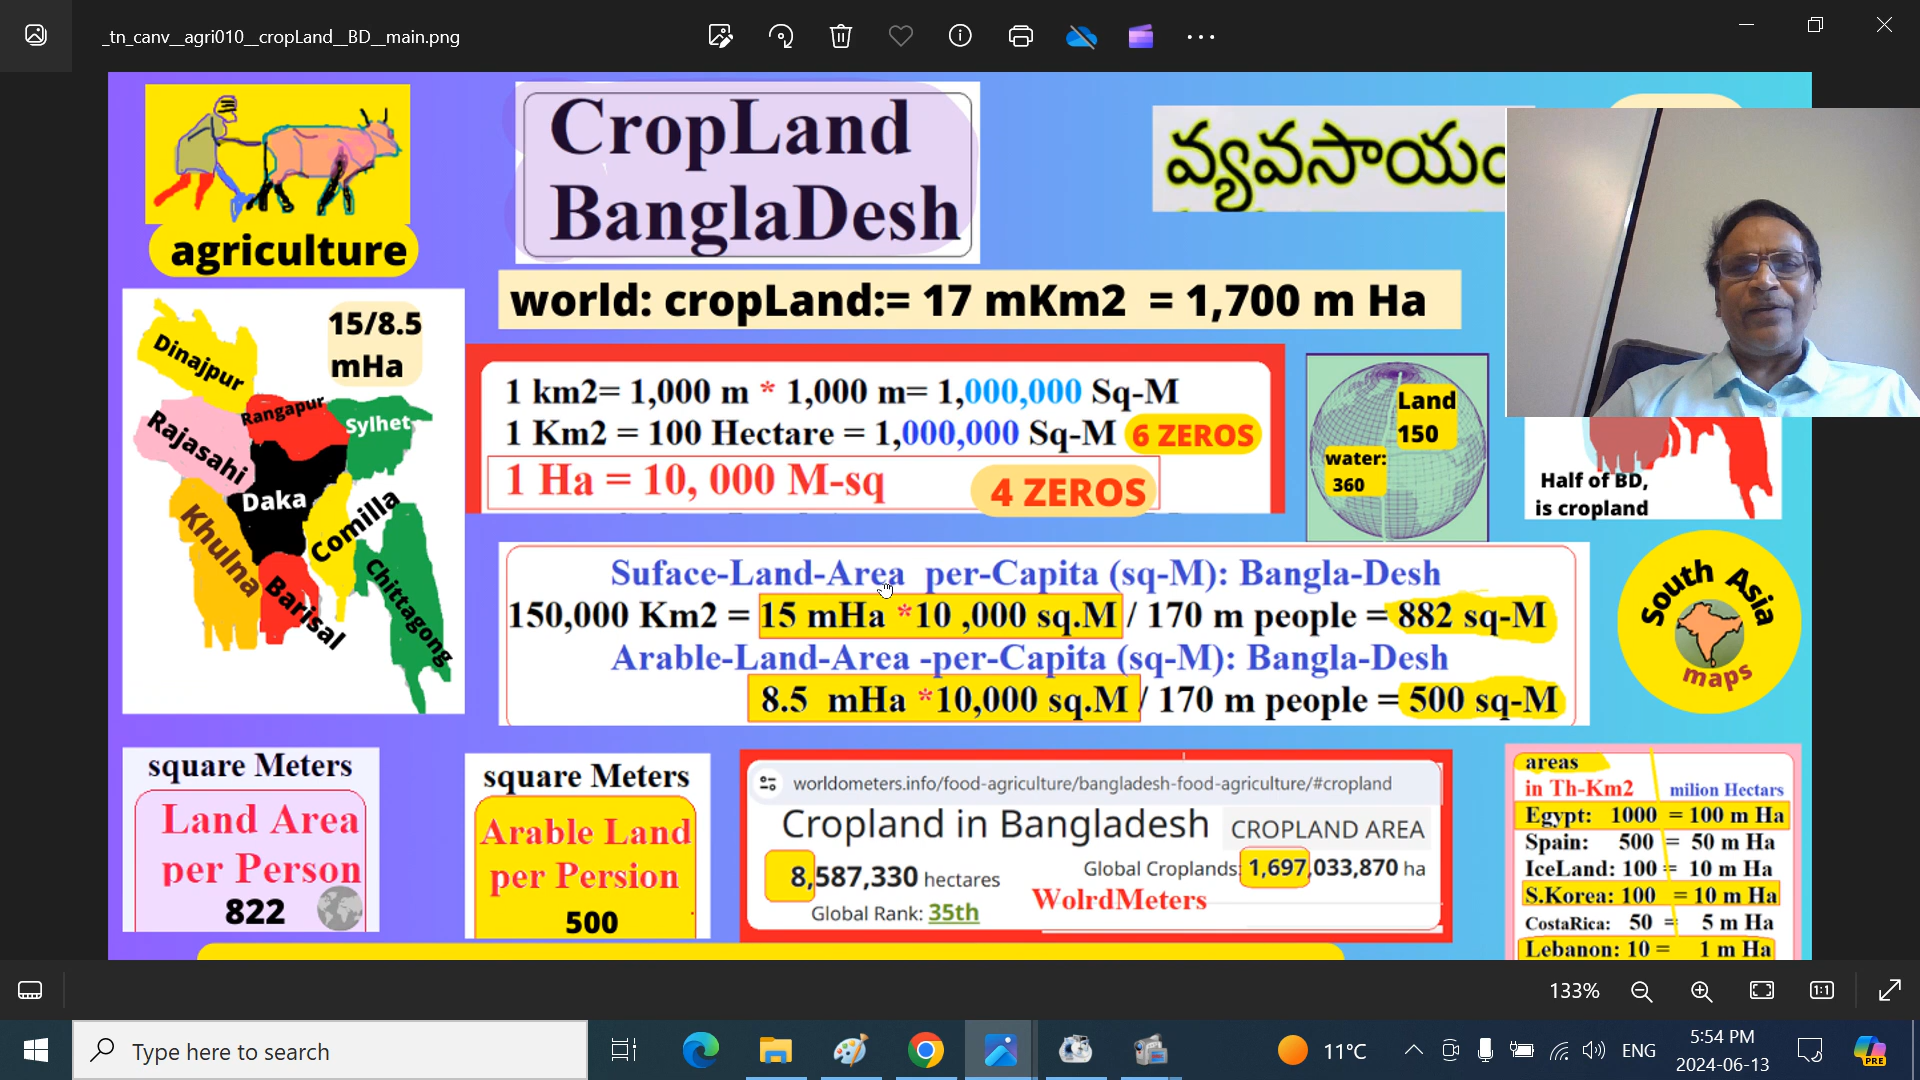 _tn_canv__agri010__cropLand__BD__main.png
CropLand
BanglaDesh
వ్యవసాయం
agriculture
world: cropLand:= 17 mKm2 = 1,700 m Ha
15/8.5
mHa
Dinajpur
Rangapur
Rajasahi
Sylhet
Daka
Comilla
Khulna
Barisal
Chittagong
1 km2= 1,000 m * 1,000 m= 1,000,000 Sq-M
1 Km2 = 100 Hectare = 1,000,000 Sq-M 6 ZEROS
1 Ha = 10, 000 M-sq 4 ZEROS
Land
150
water:
360
Half of BD,
is cropland
Suface-Land-Area per-Capita (sq-M): Bangla-Desh
150,000 Km2 = 15 mHa *10 ,000 sq.M / 170 m people = 882 sq-M
Arable-Land-Area -per-Capita (sq-M): Bangla-Desh
8.5 mHa *10,000 sq.M / 170 m people = 500 sq-M
South Asia
maps
square Meters
Land Area
per Person
822
square Meters
Arable Land
per Persion
500
worldometers.info/food-agriculture/bangladesh-food-agriculture/#cropland
Cropland in Bangladesh CROPLAND AREA
8,587,330 hectares
Global Croplands: 1,697,033,870 ha
Global Rank: 35th
WolrdMeters
areas
in Th-Km2 milion Hectars
Egypt: 1000 = 100 m Ha
Spain: 500 = 50 m Ha
IceLand: 100 = 10 m Ha
S.Korea: 100 = 10 m Ha
CostaRica: 50 = 5 m Ha
Lebanon: 10 = 1 m Ha
133%
1:1
Type here to search
11°C
ENG
5:54 PM
2024-06-13
PRE